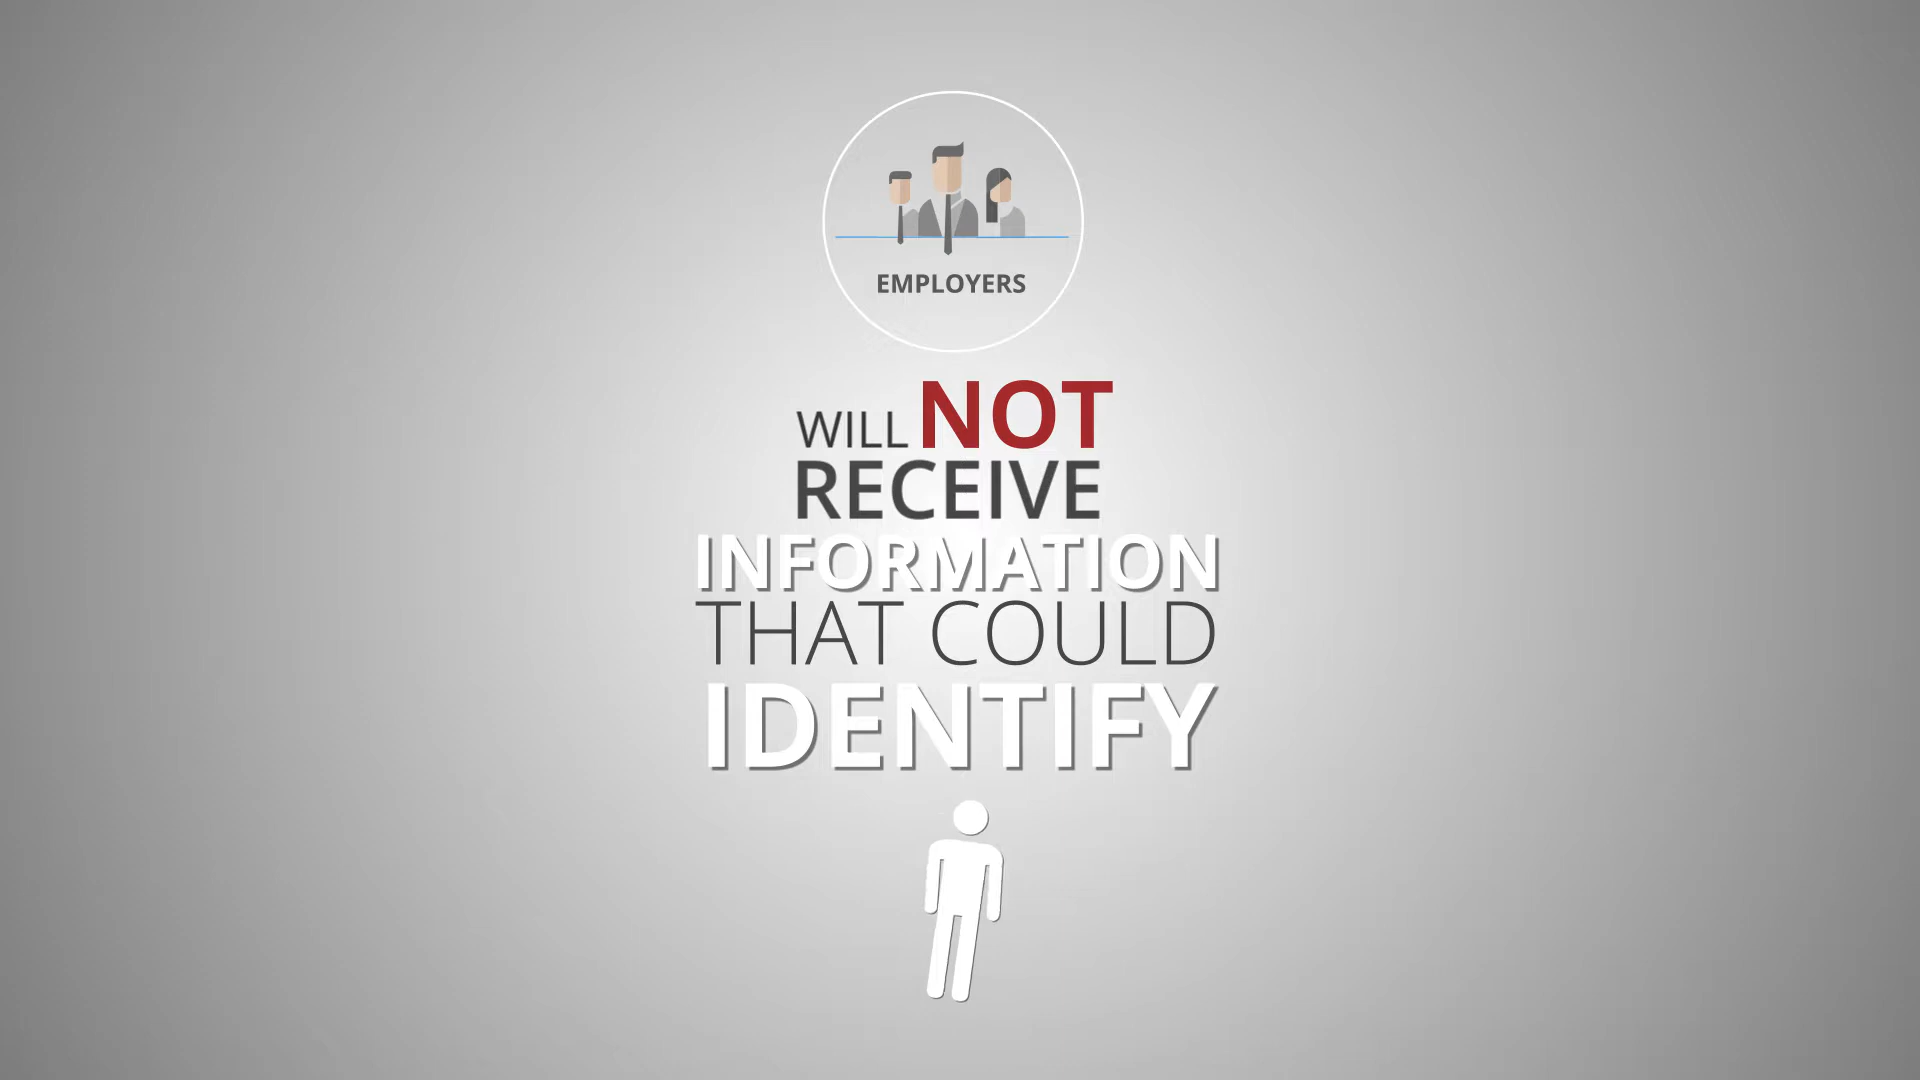 EMPLOYERS
WILL NOT
RECEIVE
INFORMATION
THAT COULD
IDENTIFY